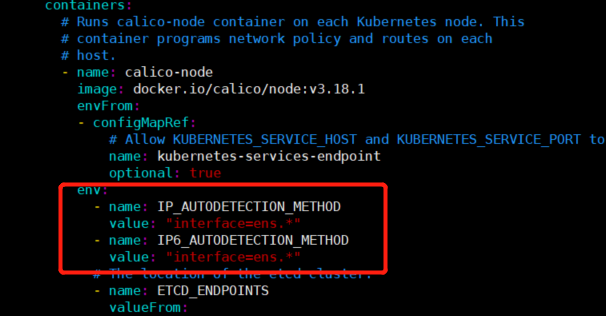 containers:
# Runs calico-node container on each Kubernetes node. This
# container programs network policy and routes on each
# host.
- name: calico-node
image: docker.io/calico/node:v3.18.1
envFrom:
- configMapRef:
# Allow KUBERNETES_SERVICE_HOST and KUBERNETES_SERVICE_PORT to
name: kubernetes-services-endpoint
optional: true
env:
- name: IP_AUTODETECTION_METHOD
value: "interface=ens.*"
- name: IP6_AUTODETECTION_METHOD
value: "interface=ens.*"
# The location of the etcd cluster.
- name: ETCD_ENDPOINTS
valueFrom: